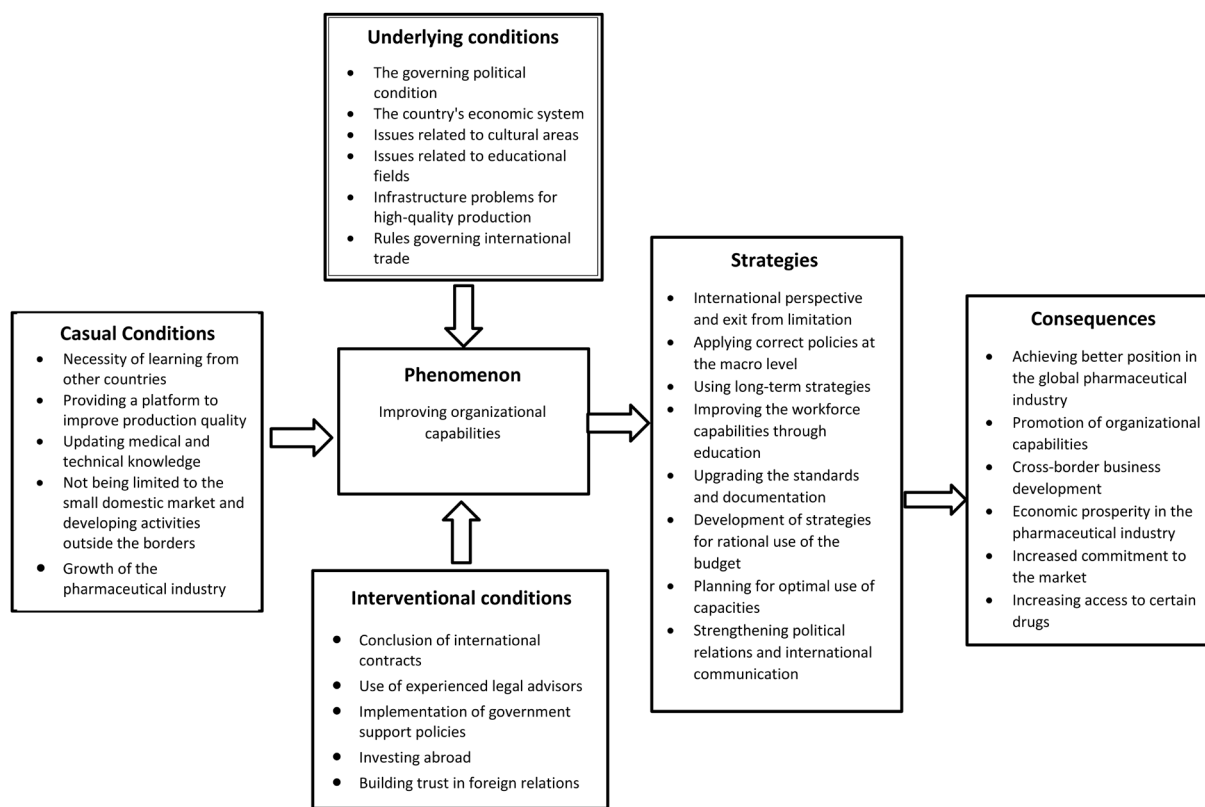 Underlying conditions
• The governing political
condition
• The country's economic system
• Issues related to cultural areas
• Issues related to educational
fields
• Infrastructure problems for
high-quality production
• Rules governing international
trade
Casual Conditions
• Necessity of learning from
other countries
• Providing a platform to
improve production quality
• Updating medical and
technical knowledge
• Not being limited to the
small domestic market and
developing activities
outside the borders
• Growth of the
pharmaceutical industry
Phenomenon
Improving organizational
capabilities
Interventional conditions
• Conclusion of international
contracts
• Use of experienced legal advisors
• Implementation of government
support policies
• Investing abroad
• Building trust in foreign relations
Strategies
• International perspective
and exit from limitation
• Applying correct policies at
the macro level
• Using long-term strategies
• Improving the workforce
capabilities through
education
• Upgrading the standards
and documentation
• Development of strategies
for rational use of the
budget
• Planning for optimal use of
capacities
• Strengthening political
relations and international
communication
Consequences
• Achieving better position in
the global pharmaceutical
industry
• Promotion of organizational
capabilities
• Cross-border business
development
• Economic prosperity in the
pharmaceutical industry
• Increased commitment to
the market
• Increasing access to certain
drugs